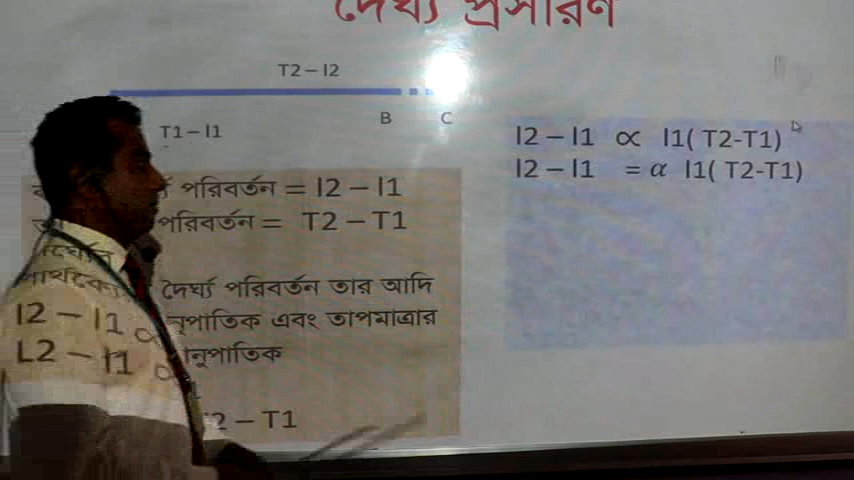 দৈর্ঘ্য প্রসারণ
T2 – l2
B C
T1 – l1
পরিবর্তন = l2 – l1
পরিবর্তন = T2 – T1
দৈর্ঘ্য পরিবর্তন তার আদি
পার্থক্যের
নুপাতিক এবং তাপমাত্রার
l2 – l1 ∝
নুপাতিক
L2 – l1 ∝
2 – T1
l2 – l1 ∝ l1( T2-T1)
l2 – l1 = α l1( T2-T1)